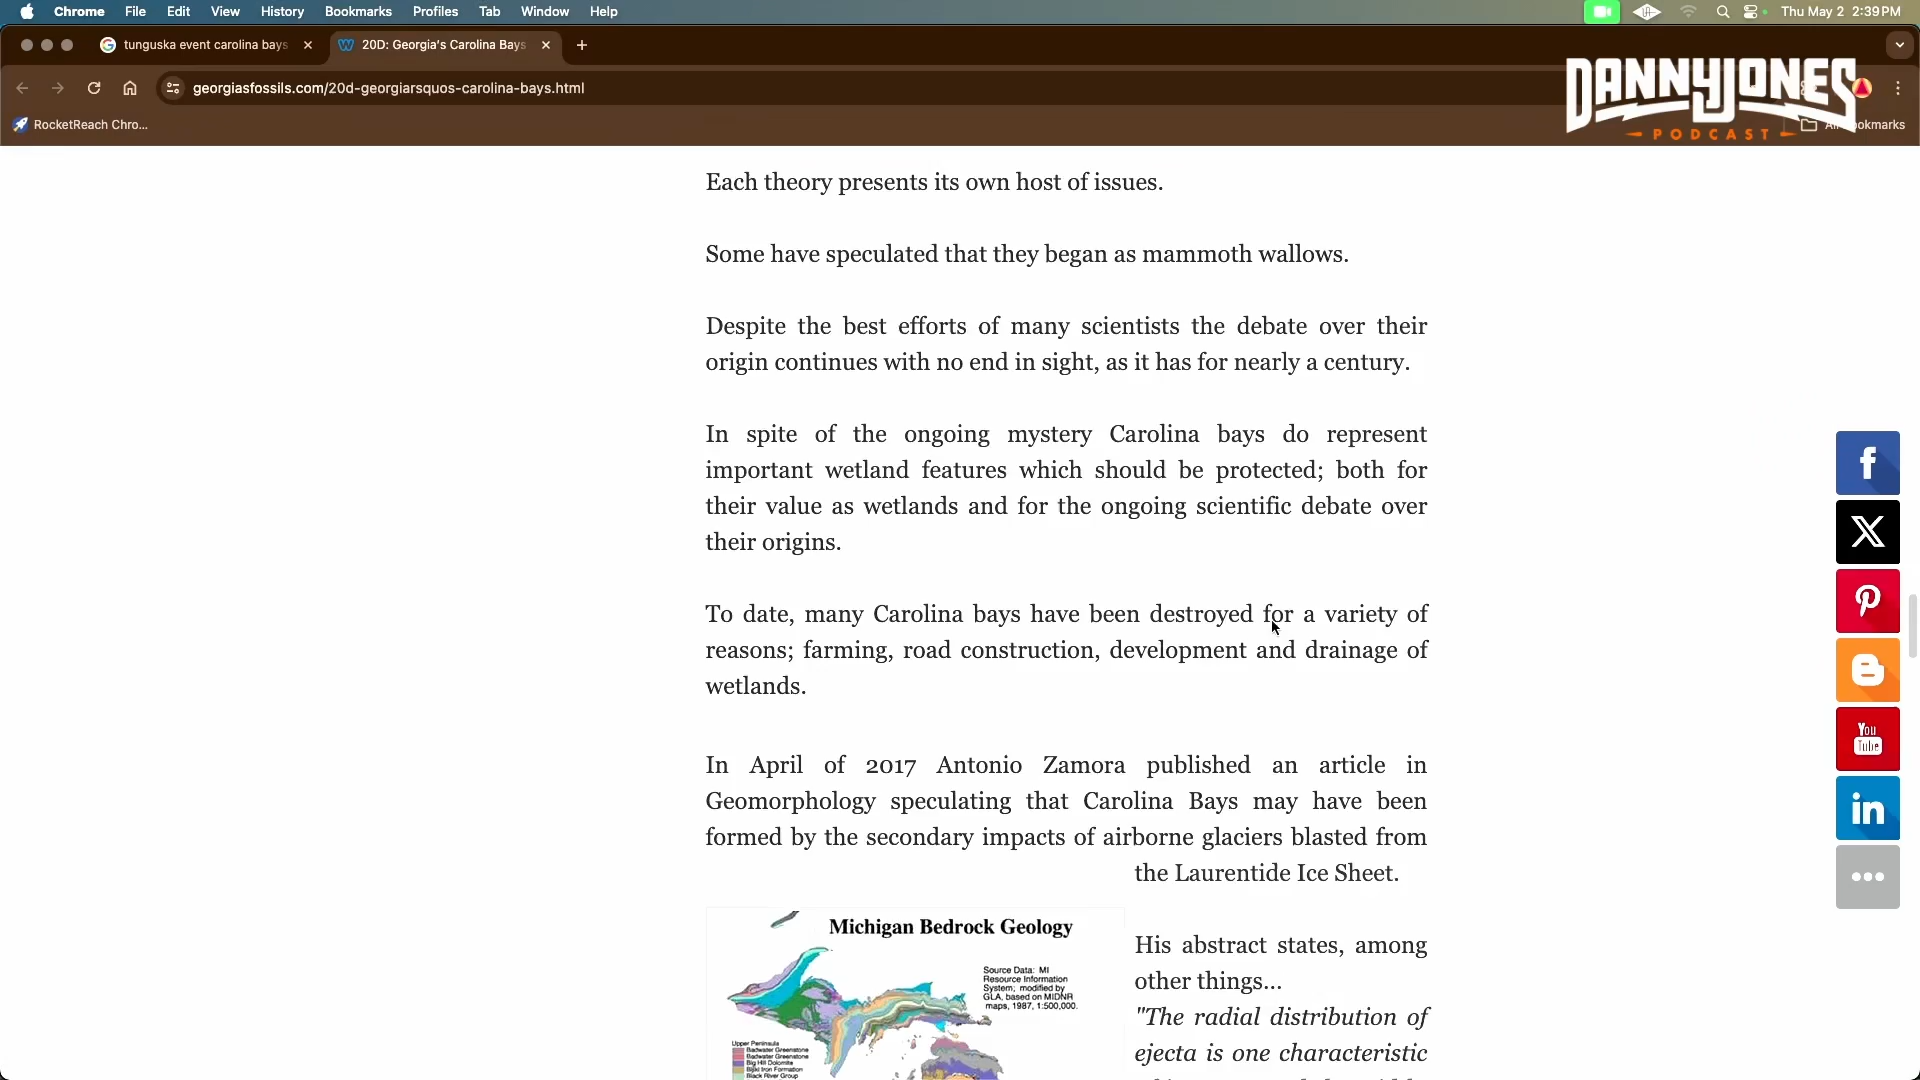 Chrome File Edit View History Bookmarks Profiles Tab Window Help
Thu May 2 2:39 PM
tunguska event carolina bays
20D: Georgia's Carolina Bays
georgiasfossils.com/20d-georgiarsquos-carolina-bays.html
DANNY JONES
PODCAST
RocketReach Chro...
Each theory presents its own host of issues.
Some have speculated that they began as mammoth wallows.
Despite the best efforts of many scientists the debate over their
origin continues with no end in sight, as it has for nearly a century.
In spite of the ongoing mystery Carolina bays do represent
important wetland features which should be protected; both for
their value as wetlands and for the ongoing scientific debate over
their origins.
To date, many Carolina bays have been destroyed for a variety of
reasons; farming, road construction, development and drainage of
wetlands.
In April of 2017 Antonio Zamora published an article in
Geomorphology speculating that Carolina Bays may have been
formed by the secondary impacts of airborne glaciers blasted from
the Laurentide Ice Sheet.
Michigan Bedrock Geology
Source Data: MI
Resource Information
System; modified by
GLA, based on MIDNR
maps, 1987, 1:500,000.
Upper Peninsula
Badwater Greenstone
Badwater Greenstone
Big Hill Dolomite
Bijiki Iron Formation
Black River Group
His abstract states, among
other things...
"The radial distribution of
ejecta is one characteristic
You
Tube